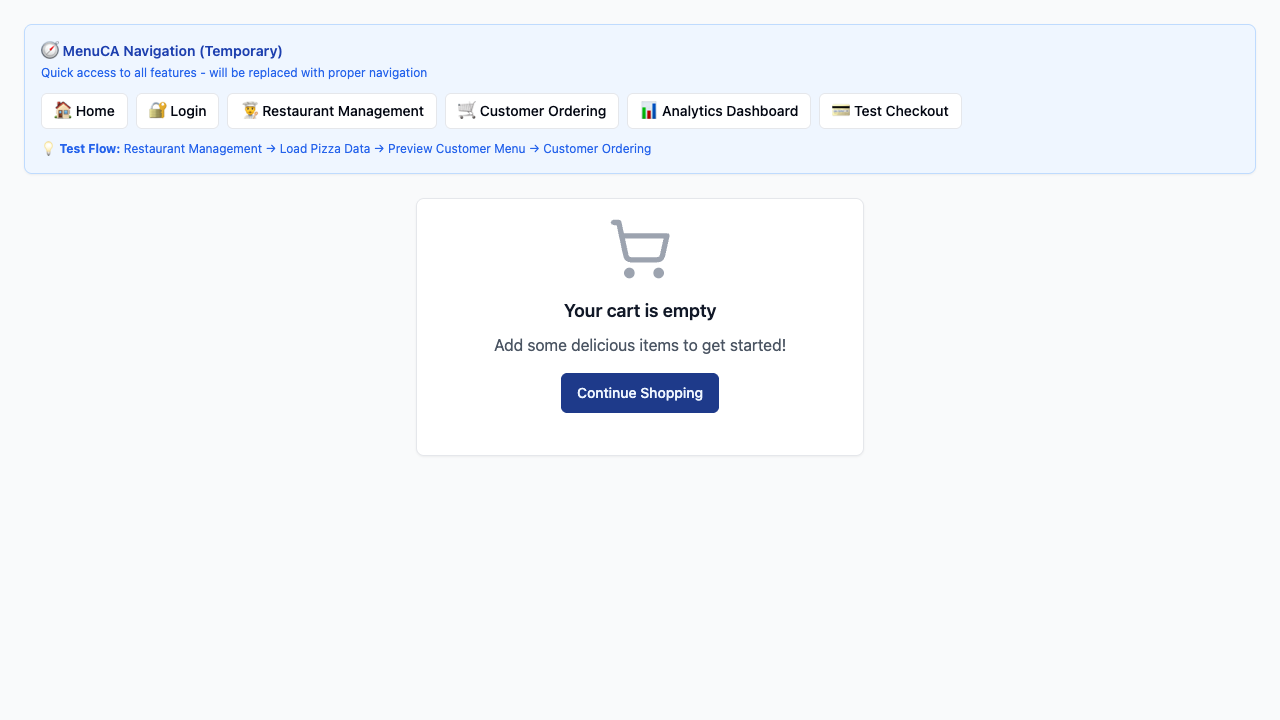 🧭 MenuCA Navigation (Temporary)
Quick access to all features - will be replaced with proper navigation
🏠 Home
🔐 Login
👨‍🍳 Restaurant Management
🛒 Customer Ordering
📊 Analytics Dashboard
💳 Test Checkout
💡 Test Flow: Restaurant Management → Load Pizza Data → Preview Customer Menu → Customer Ordering
Your cart is empty
Add some delicious items to get started!
Continue Shopping